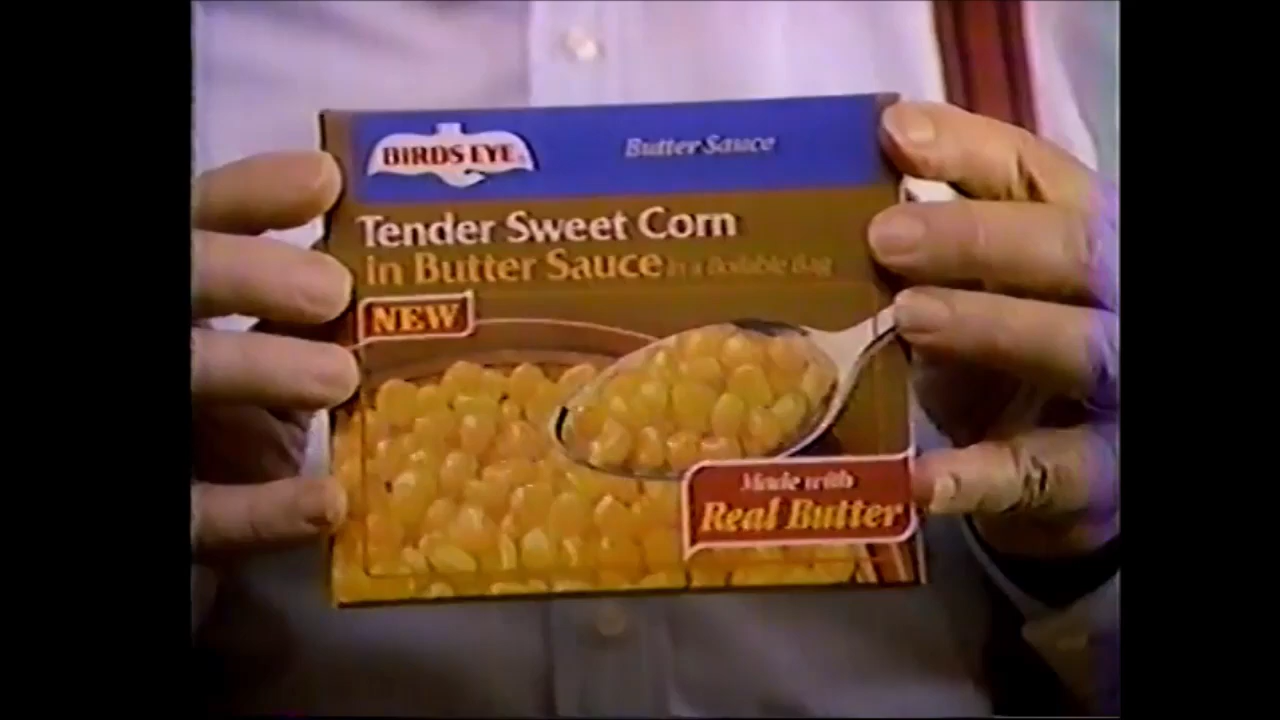 BIRDS EYE
Butter Sauce
Tender Sweet Corn
in Butter Sauce in a Boilable Bag
NEW
Made with
Real Butter